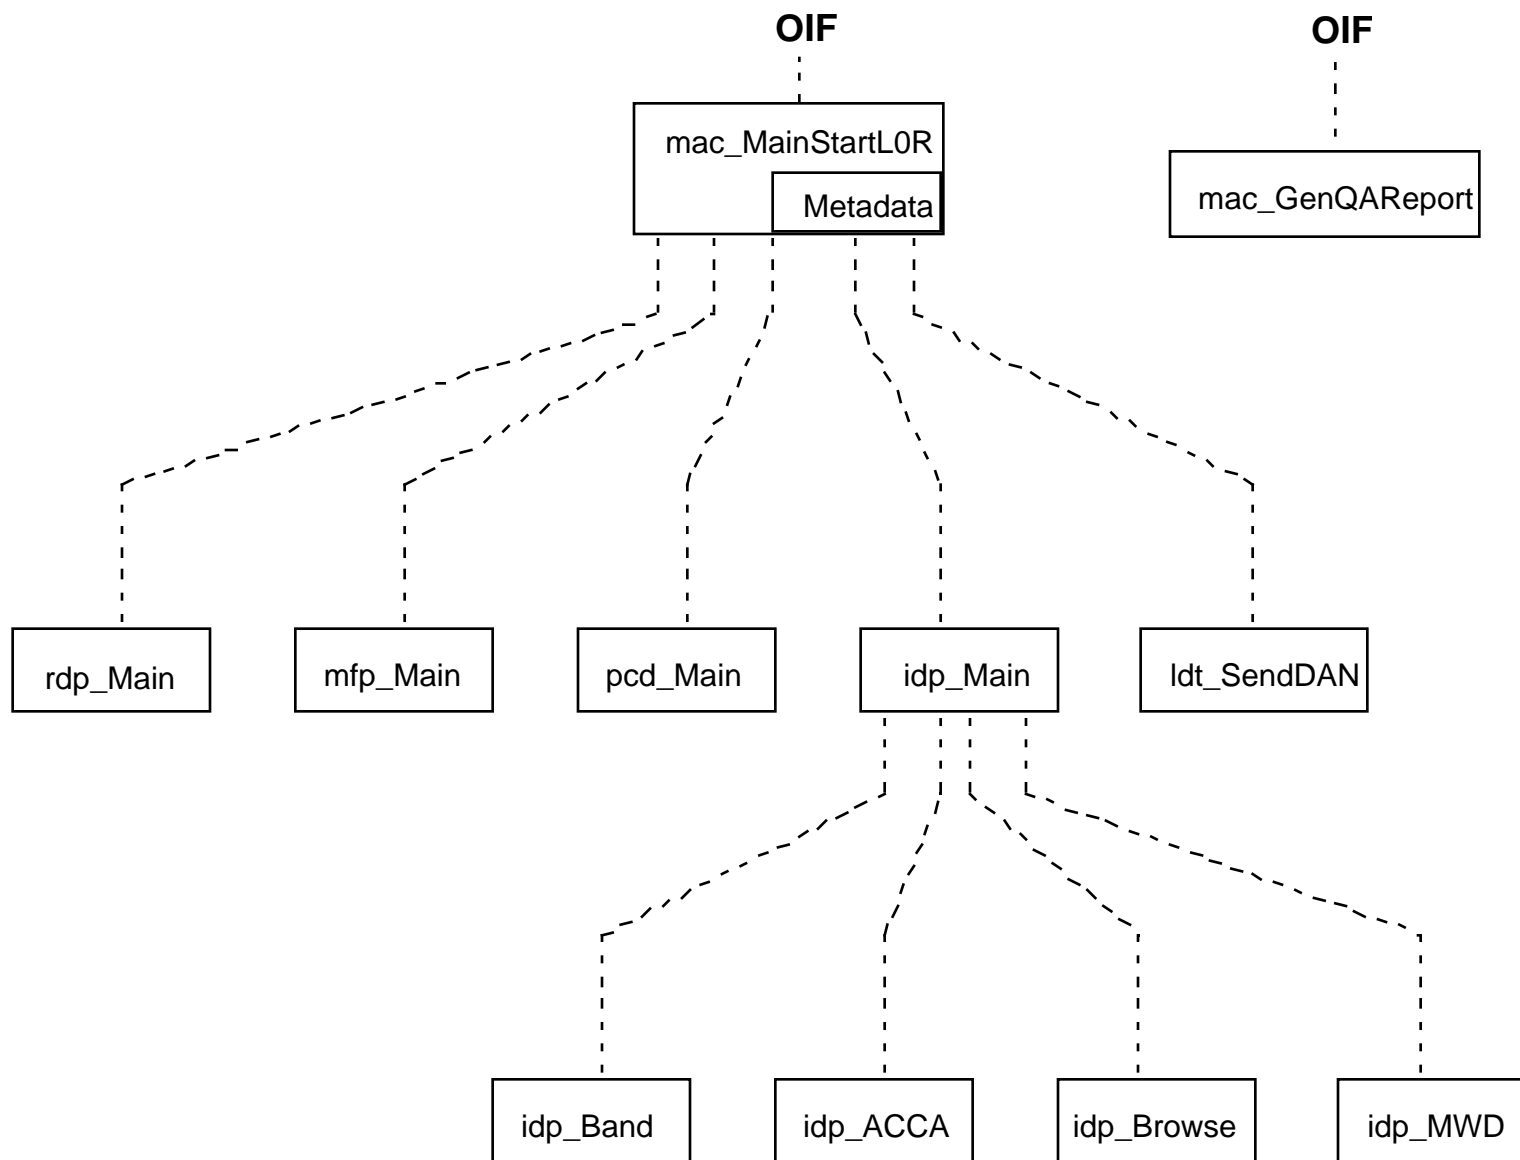 OIF
OIF
mac_MainStartL0R
Metadata
mac_GenQAReport
rdp_Main
mfp_Main
pcd_Main
idp_Main
ldt_SendDAN
idp_Band
idp_ACCA
idp_Browse
idp_MWD